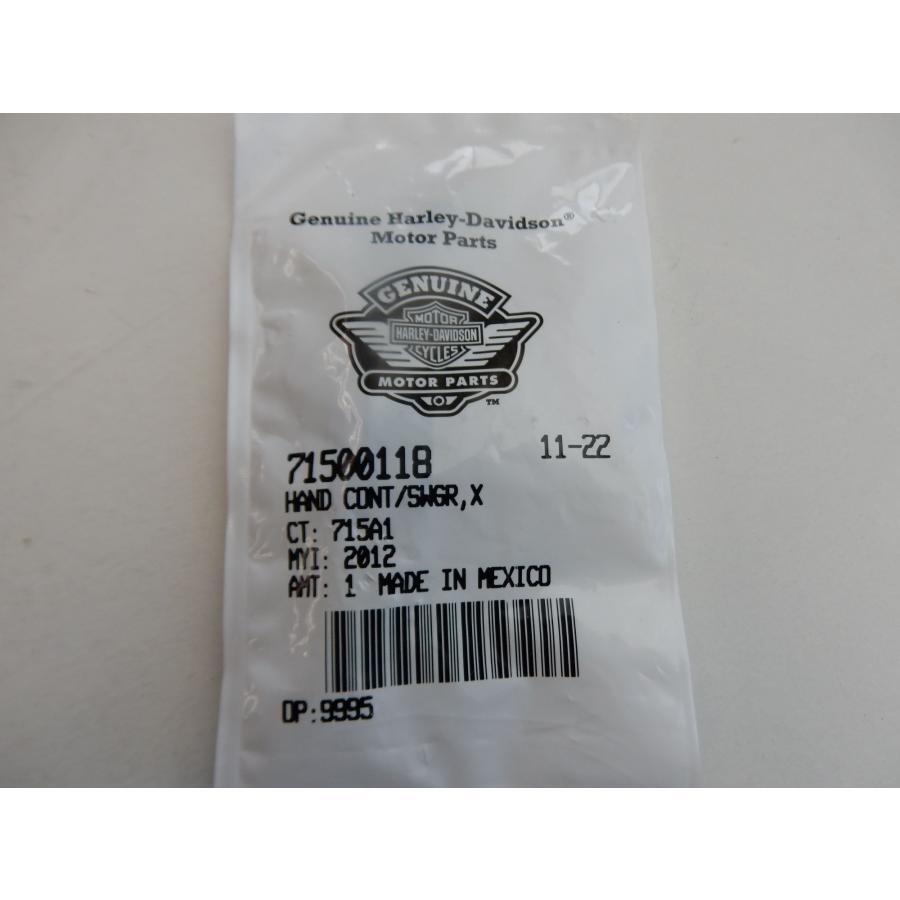 Genuine Harley-Davidson®
Motor Parts
GENUINE
MOTOR
HARLEY-DAVIDSON
CYCLES
MOTOR PARTS
™
71500118 11-22
HAND CONT/SWGR,X
CT: 715A1
MYI: 2012
AMT: 1 MADE IN MEXICO
OP:9995